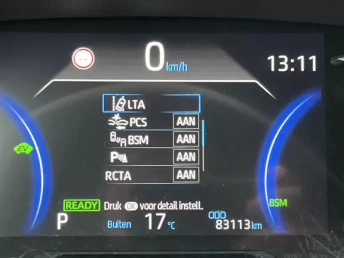 0 km/h
13:11
LTA
PCS AAN
BSM AAN
P AAN
RCTA AAN
READY Druk OK voor detail instell.
BSM
P Buiten 17 °C ODO 83113 km